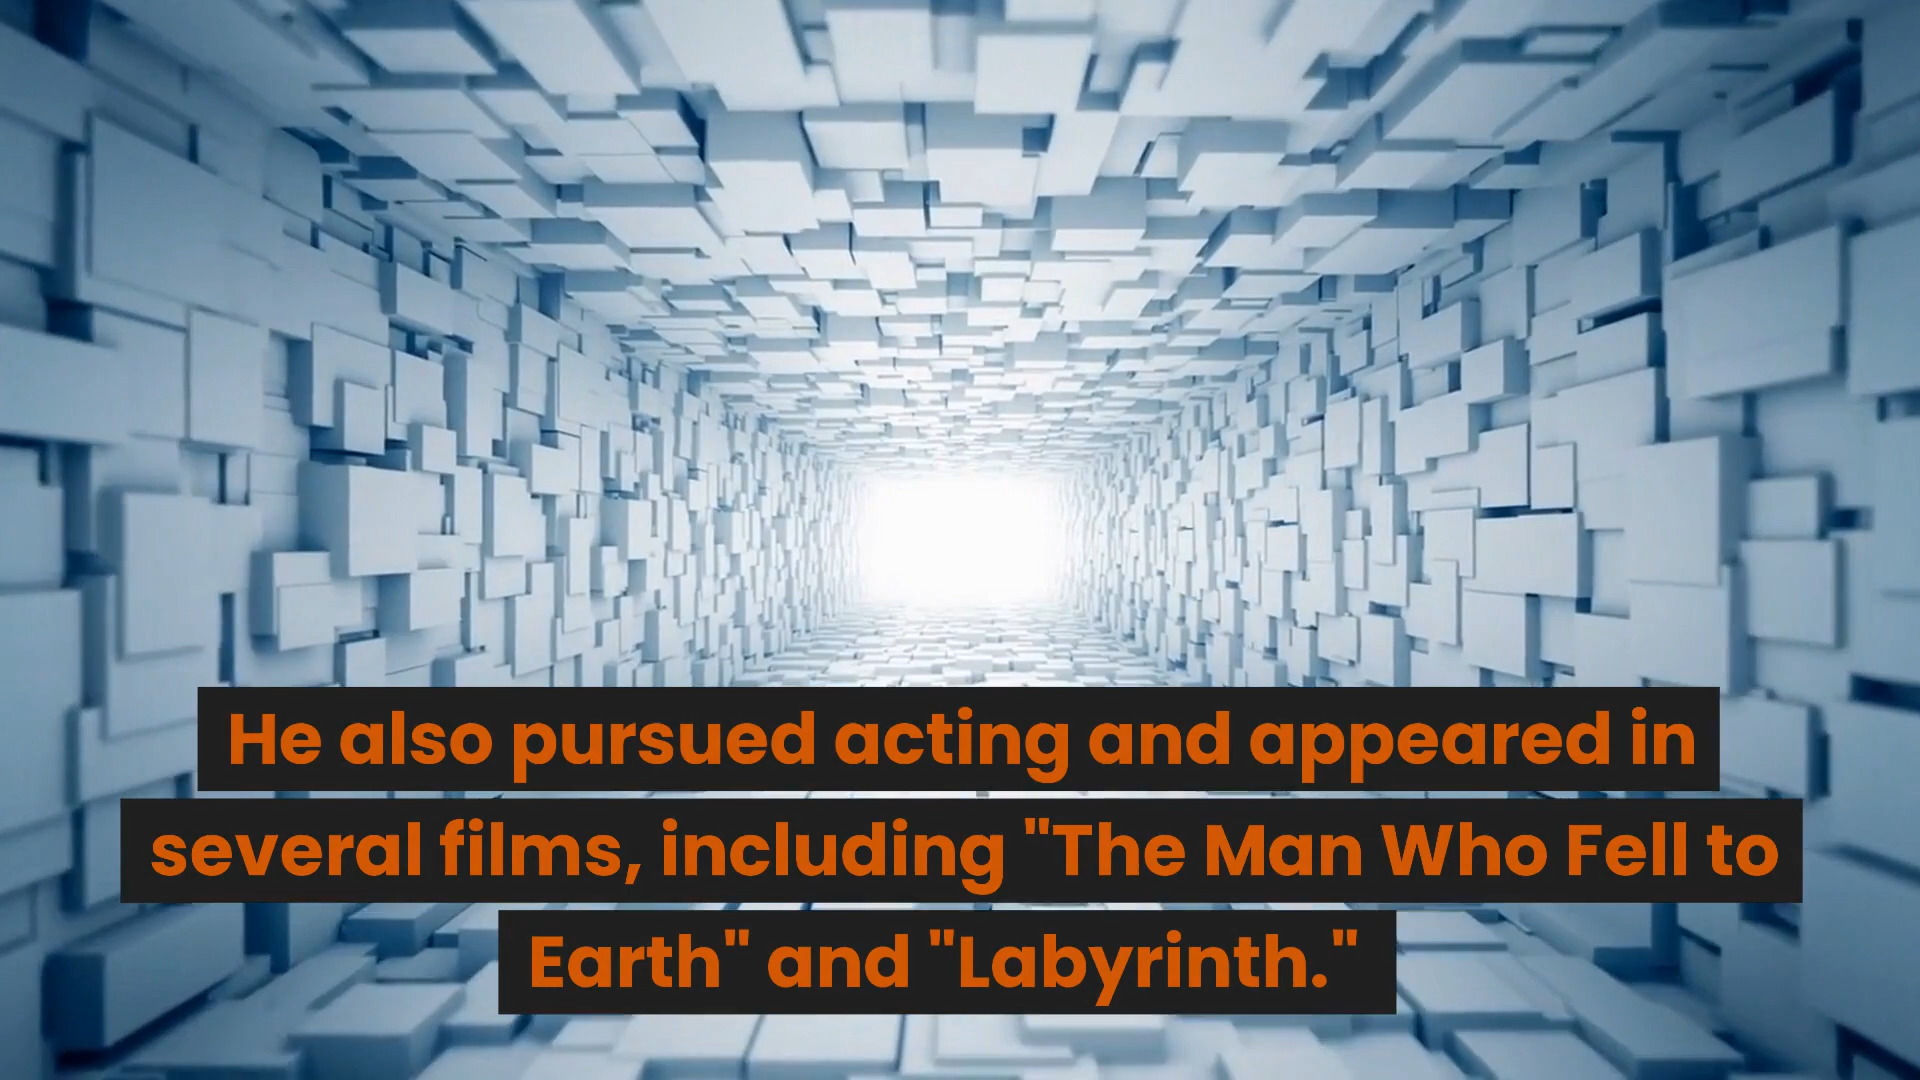 He also pursued acting and appeared in
several films, including "The Man Who Fell to
Earth" and "Labyrinth."